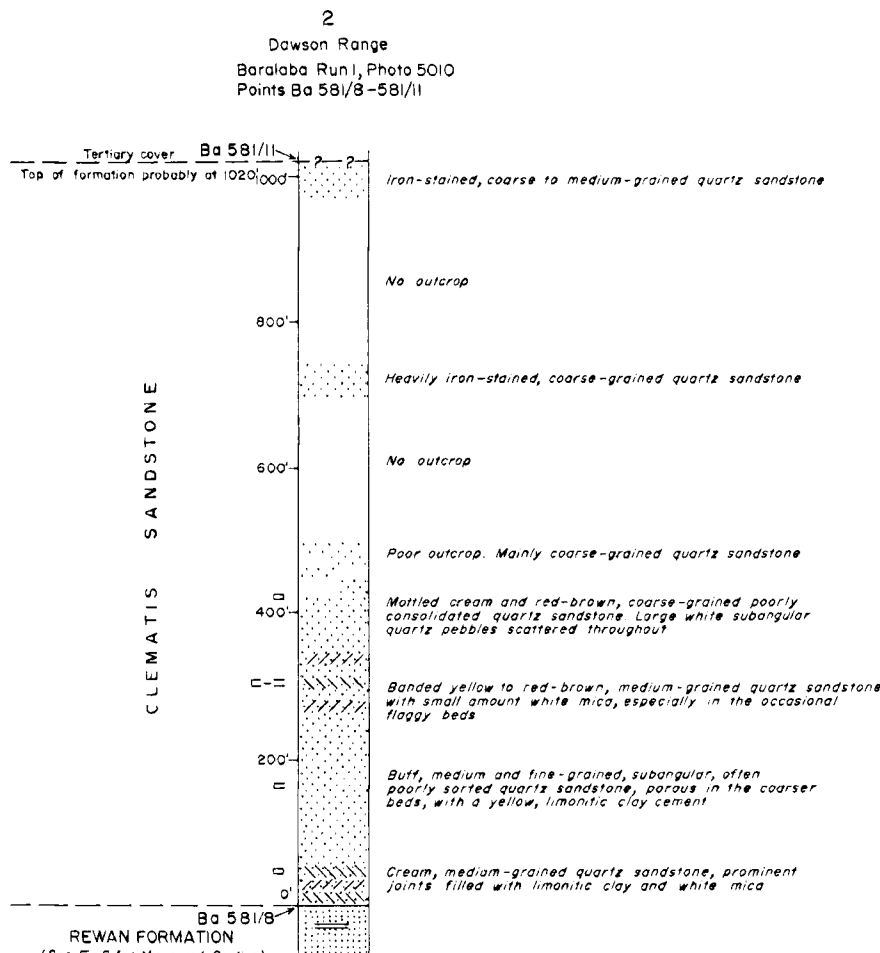 2
Dawson Range
Baralaba Run 1, Photo 5010
Points Ba 581/8-581/11
Tertiary cover Ba 581/11
? ?
Top of formation probably at 1020'
1000'
Iron-stained, coarse to medium-grained quartz sandstone
No outcrop
800'
Heavily iron-stained, coarse-grained quartz sandstone
CLEMATIS SANDSTONE
No outcrop
600'
Poor outcrop. Mainly coarse-grained quartz sandstone
400'
Mottled cream and red-brown, coarse-grained poorly
consolidated quartz sandstone. Large white subangular
quartz pebbles scattered throughout
Banded yellow to red-brown, medium-grained quartz sandstone
with small amount white mica, especially in the occasional
flaggy beds
200'
Buff, medium and fine-grained, subangular, often
poorly sorted quartz sandstone, porous in the coarser
beds, with a yellow, limonitic clay cement
Cream, medium-grained quartz sandstone, prominent
joints filled with limonitic clay and white mica
0'
Ba 581/8
REWAN FORMATION